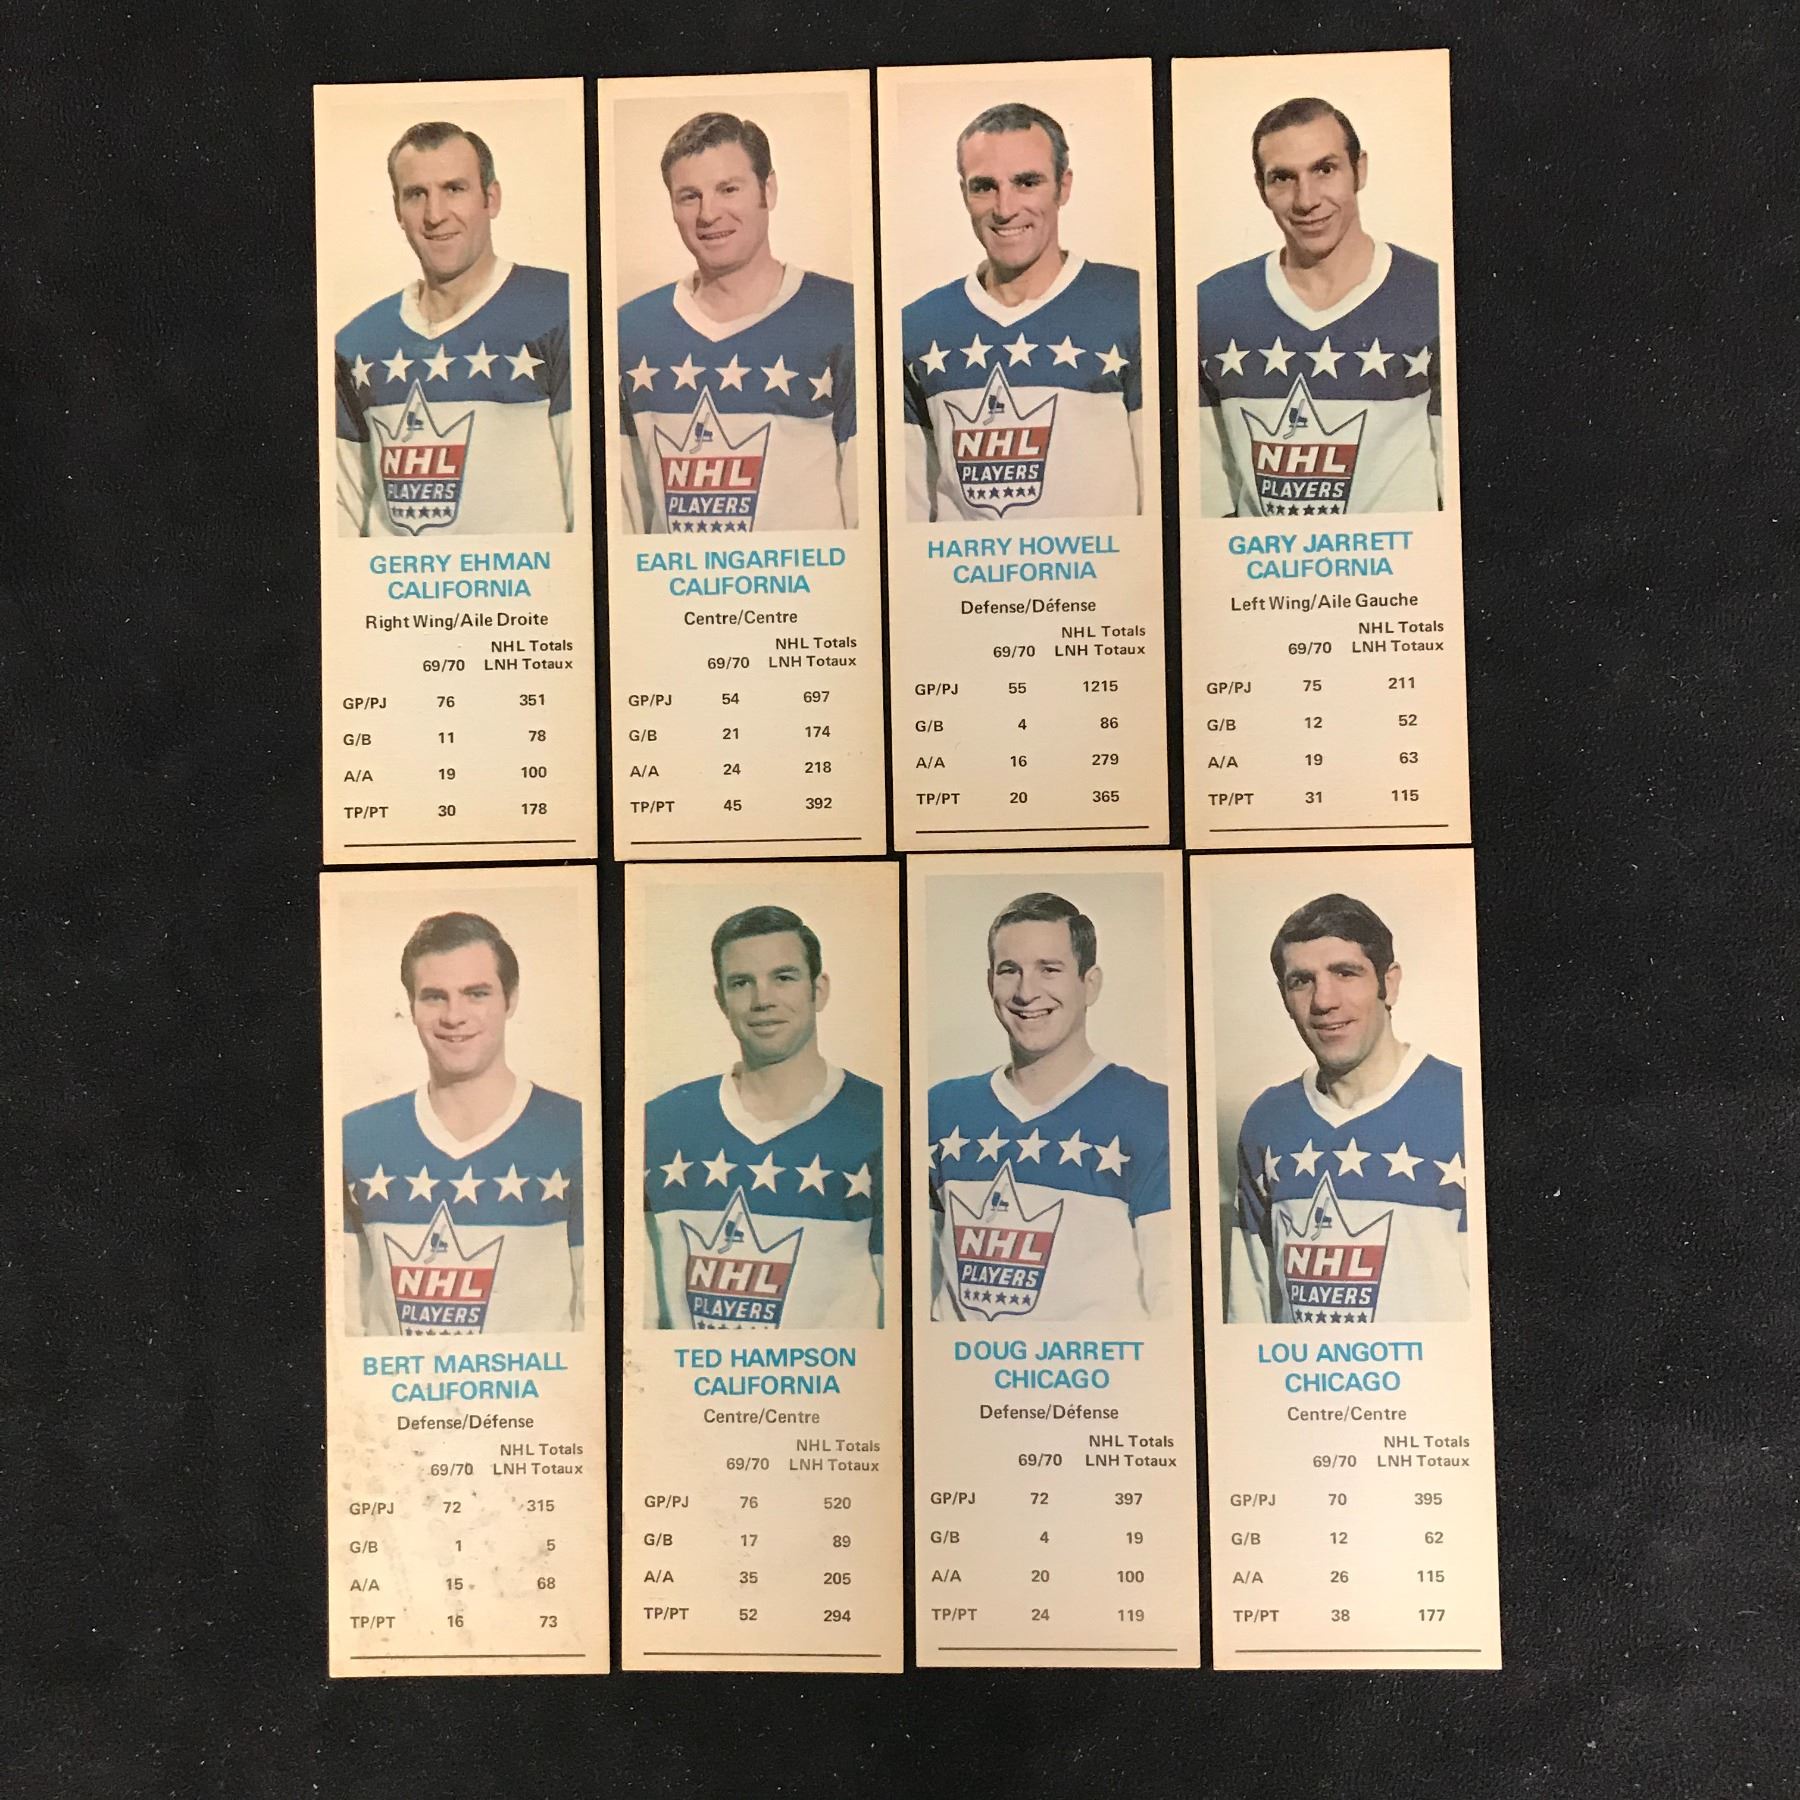 NHL
PLAYERS
GERRY EHMAN
CALIFORNIA
Right Wing/Aile Droite
NHL Totals
69/70 LNH Totaux
GP/PJ 76 351
G/B 11 78
A/A 19 100
TP/PT 30 178
NHL
PLAYERS
EARL INGARFIELD
CALIFORNIA
Centre/Centre
NHL Totals
69/70 LNH Totaux
GP/PJ 54 697
G/B 21 174
A/A 24 218
TP/PT 45 392
NHL
PLAYERS
HARRY HOWELL
CALIFORNIA
Defense/Défense
NHL Totals
69/70 LNH Totaux
GP/PJ 55 1215
G/B 4 86
A/A 16 279
TP/PT 20 365
NHL
PLAYERS
GARY JARRETT
CALIFORNIA
Left Wing/Aile Gauche
NHL Totals
69/70 LNH Totaux
GP/PJ 75 211
G/B 12 52
A/A 19 63
TP/PT 31 115
NHL
PLAYERS
BERT MARSHALL
CALIFORNIA
Defense/Défense
NHL Totals
69/70 LNH Totaux
GP/PJ 72 315
G/B 1 5
A/A 15 68
TP/PT 16 73
NHL
PLAYERS
TED HAMPSON
CALIFORNIA
Centre/Centre
NHL Totals
69/70 LNH Totaux
GP/PJ 76 520
G/B 17 89
A/A 35 205
TP/PT 52 294
NHL
PLAYERS
DOUG JARRETT
CHICAGO
Defense/Défense
NHL Totals
69/70 LNH Totaux
GP/PJ 72 397
G/B 4 19
A/A 20 100
TP/PT 24 119
NHL
PLAYERS
LOU ANGOTTI
CHICAGO
Centre/Centre
NHL Totals
69/70 LNH Totaux
GP/PJ 70 395
G/B 12 62
A/A 26 115
TP/PT 38 177